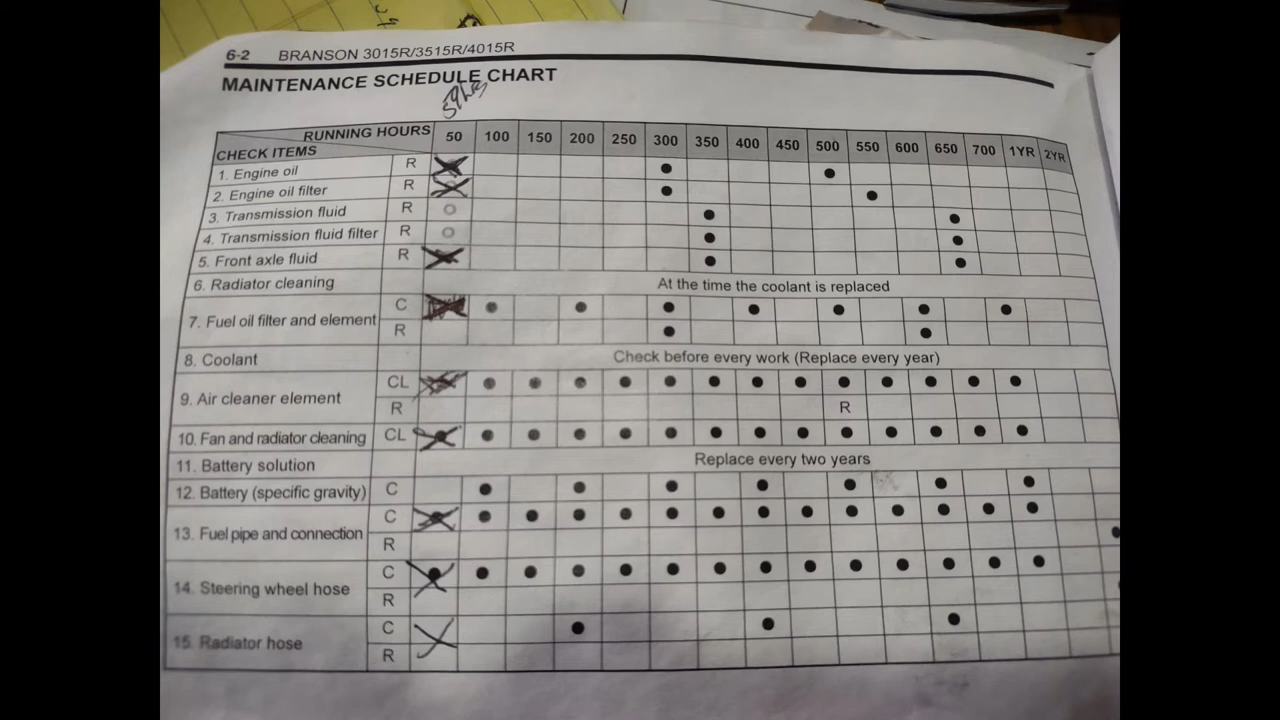 6-2 BRANSON 3015R/3515R/4015R
MAINTENANCE SCHEDULE CHART
RUNNING HOURS 50 100 150 200 250 300 350 400 450 500 550 600 650 700 1YR 2YR
CHECK ITEMS
1. Engine oil R
2. Engine oil filter R
3. Transmission fluid R
4. Transmission fluid filter R
5. Front axle fluid R
6. Radiator cleaning At the time the coolant is replaced
7. Fuel oil filter and element C
R
8. Coolant Check before every work (Replace every year)
9. Air cleaner element CL
R R
10. Fan and radiator cleaning CL
11. Battery solution Replace every two years
12. Battery (specific gravity) C
13. Fuel pipe and connection C
R
14. Steering wheel hose C
R
15. Radiator hose C
R